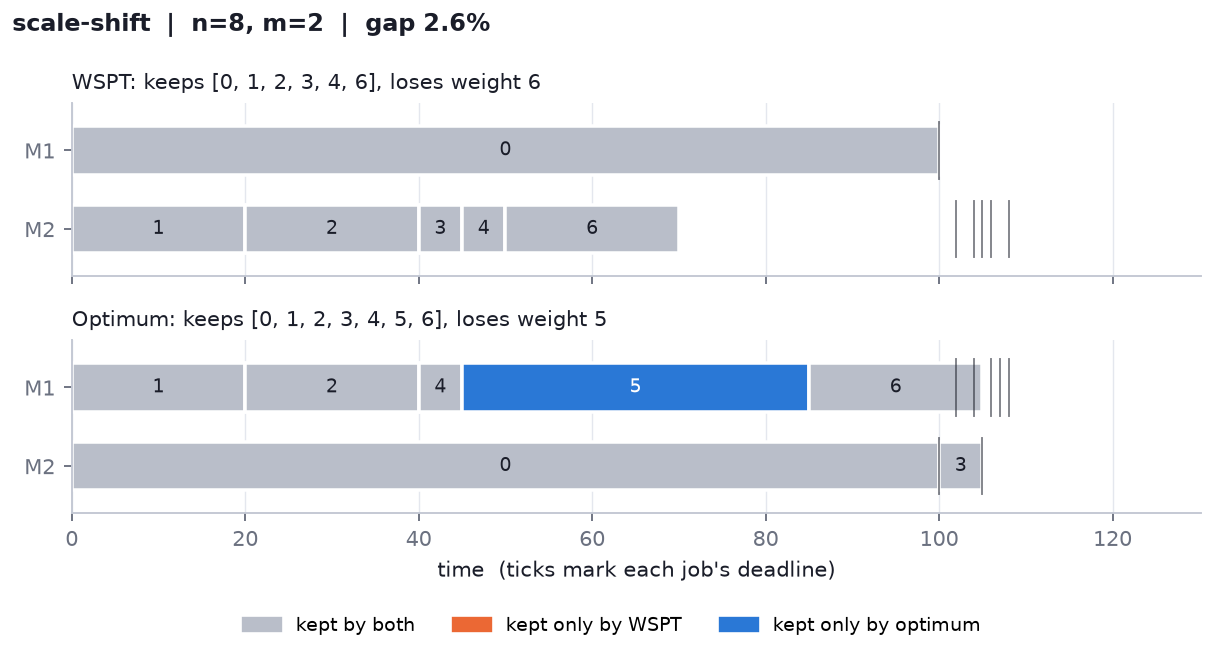 scale-shift | n=8, m=2 | gap 2.6%
WSPT: keeps [0, 1, 2, 3, 4, 6], loses weight 6
M1
0
M2
1 2 3 4 6
Optimum: keeps [0, 1, 2, 3, 4, 5, 6], loses weight 5
M1
1 2 4 5 6
M2
0 3
0 20 40 60 80 100 120
time (ticks mark each job's deadline)
kept by both kept only by WSPT kept only by optimum